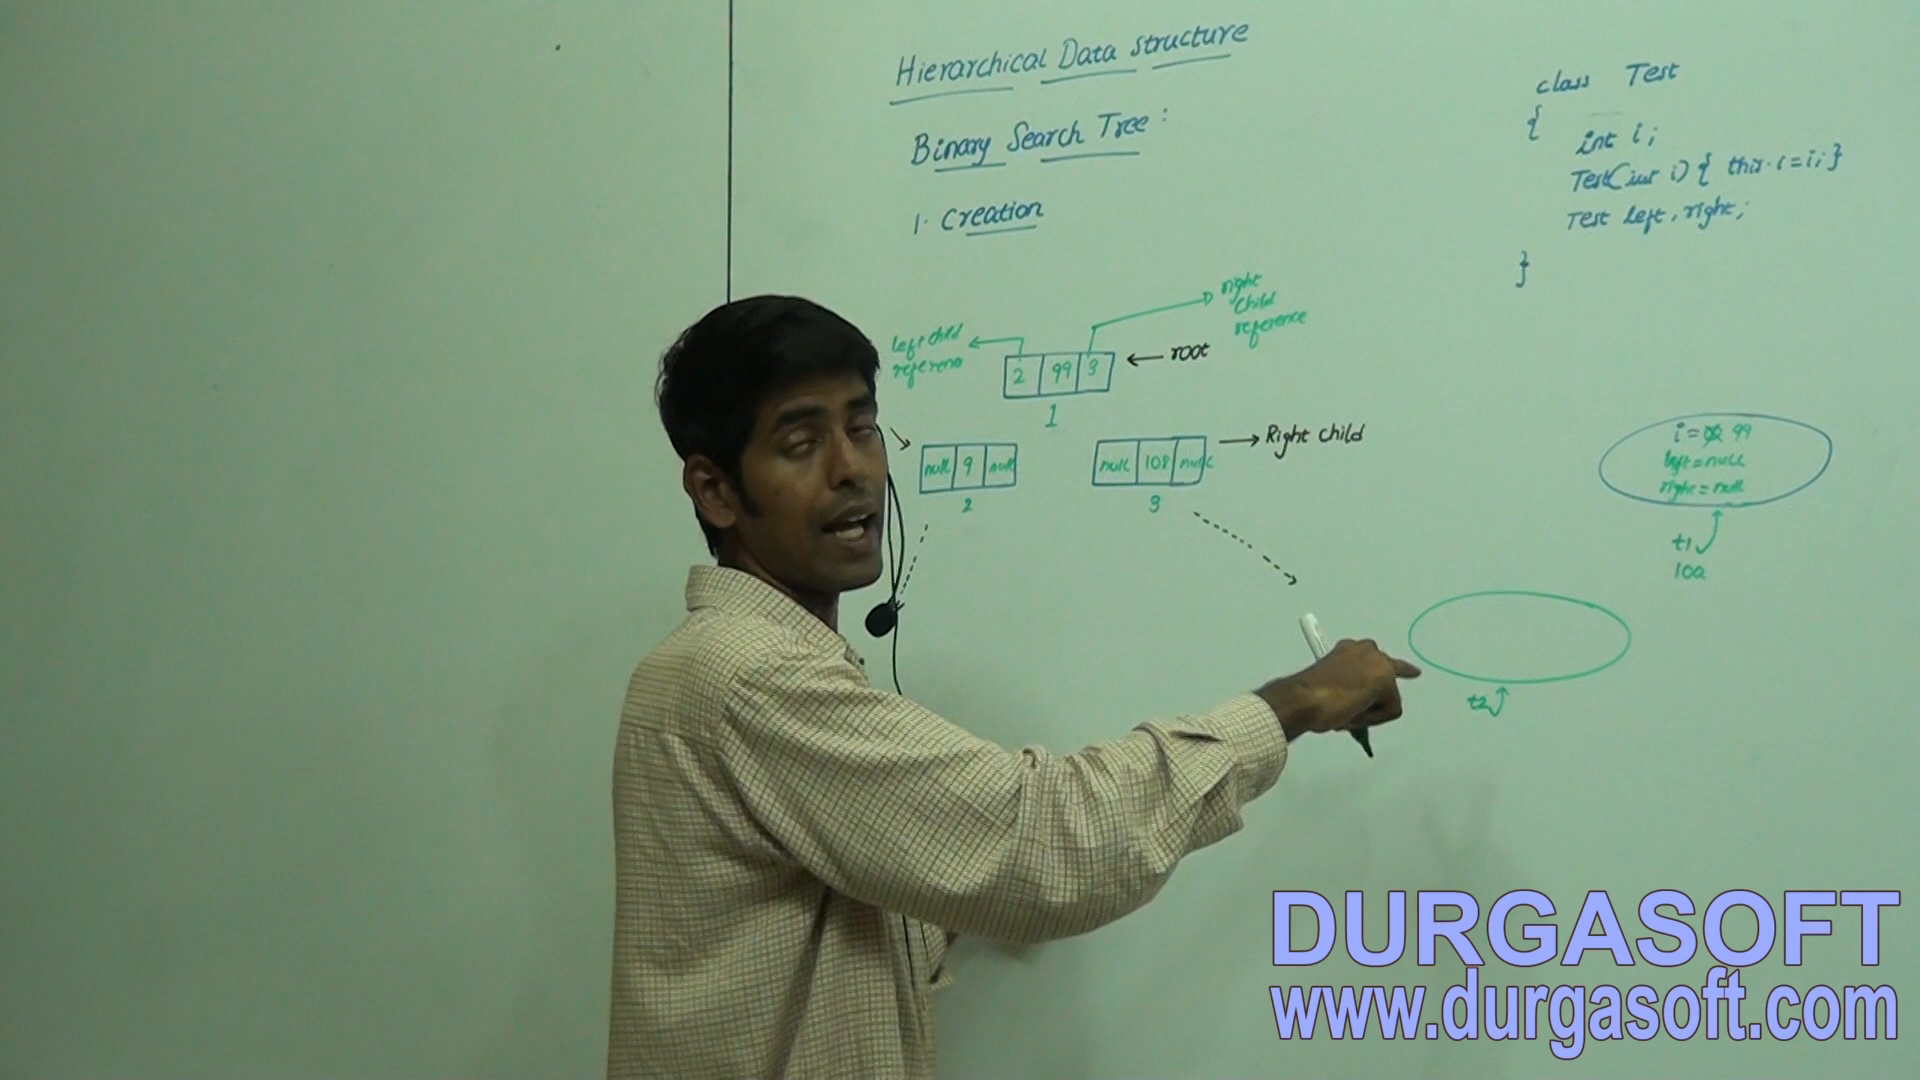 Hierarchical Data structure
Binary Search Tree :
1. Creation
class Test
{
int i;
Test(int i) { this.i=i; }
Test left, right;
}
left child
right
child
reference
2 99 3
root
1
null 9 null
2
null 108 null
3
Right child
i = 99
left = null
right = null
t1
100
t2
DURGASOFT
www.durgasoft.com